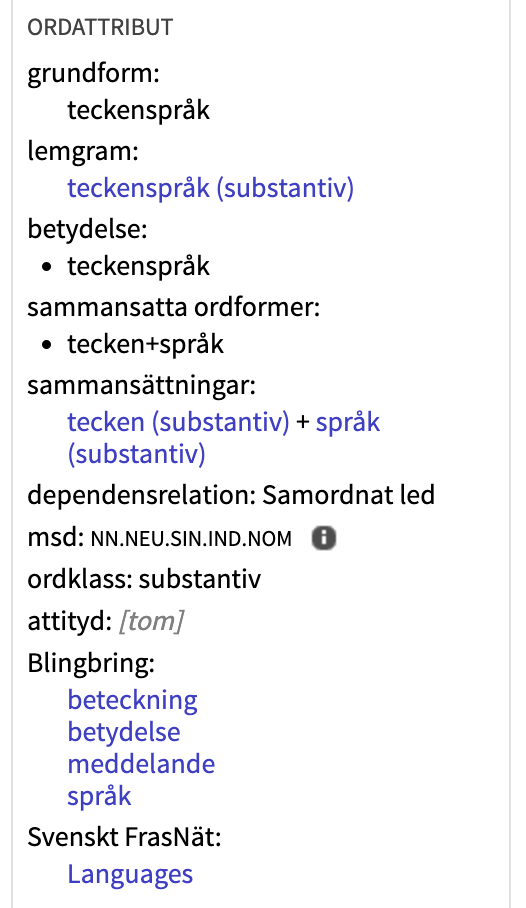 ORDATTRIBUT
grundform:
teckenspråk
lemgram:
teckenspråk (substantiv)
betydelse:
• teckenspråk
sammansatta ordformer:
• tecken+språk
sammansättningar:
tecken (substantiv) + språk
(substantiv)
dependensrelation: Samordnat led
msd: NN.NEU.SIN.IND.NOM i
ordklass: substantiv
attityd: [tom]
Blingbring:
beteckning
betydelse
meddelande
språk
Svenskt FrasNät:
Languages